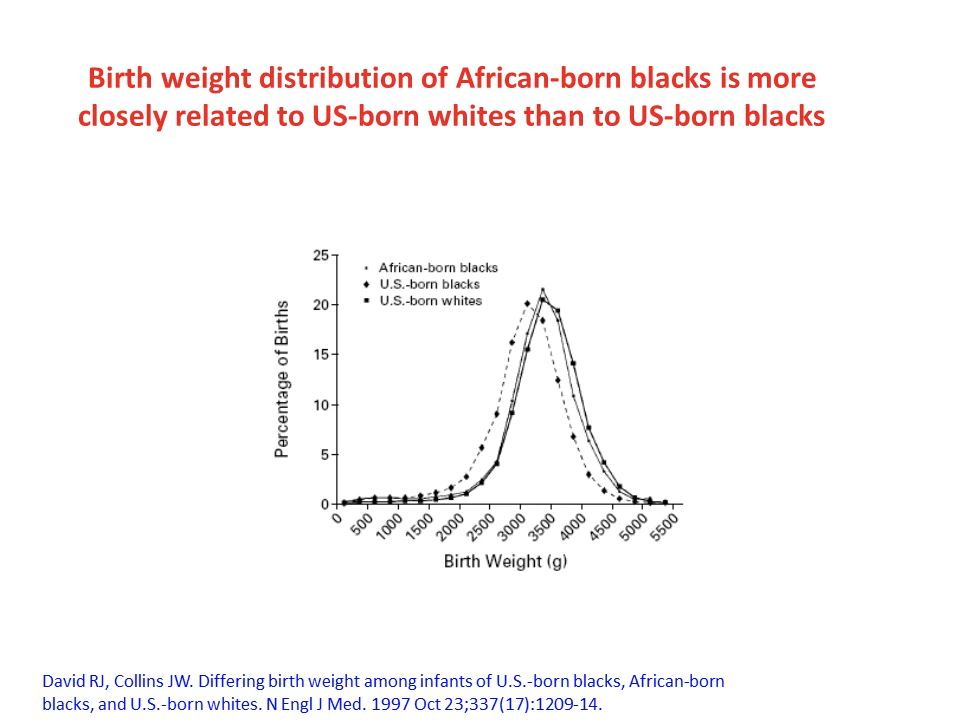 Birth weight distribution of African-born blacks is more
closely related to US-born whites than to US-born blacks
25
20
15
10
5
0
Percentage of Births
African-born blacks
U.S.-born blacks
U.S.-born whites
0
500
1000
1500
2000
2500
3000
3500
4000
4500
5000
5500
Birth Weight (g)
David RJ, Collins JW. Differing birth weight among infants of U.S.-born blacks, African-born
blacks, and U.S.-born whites. N Engl J Med. 1997 Oct 23;337(17):1209-14.